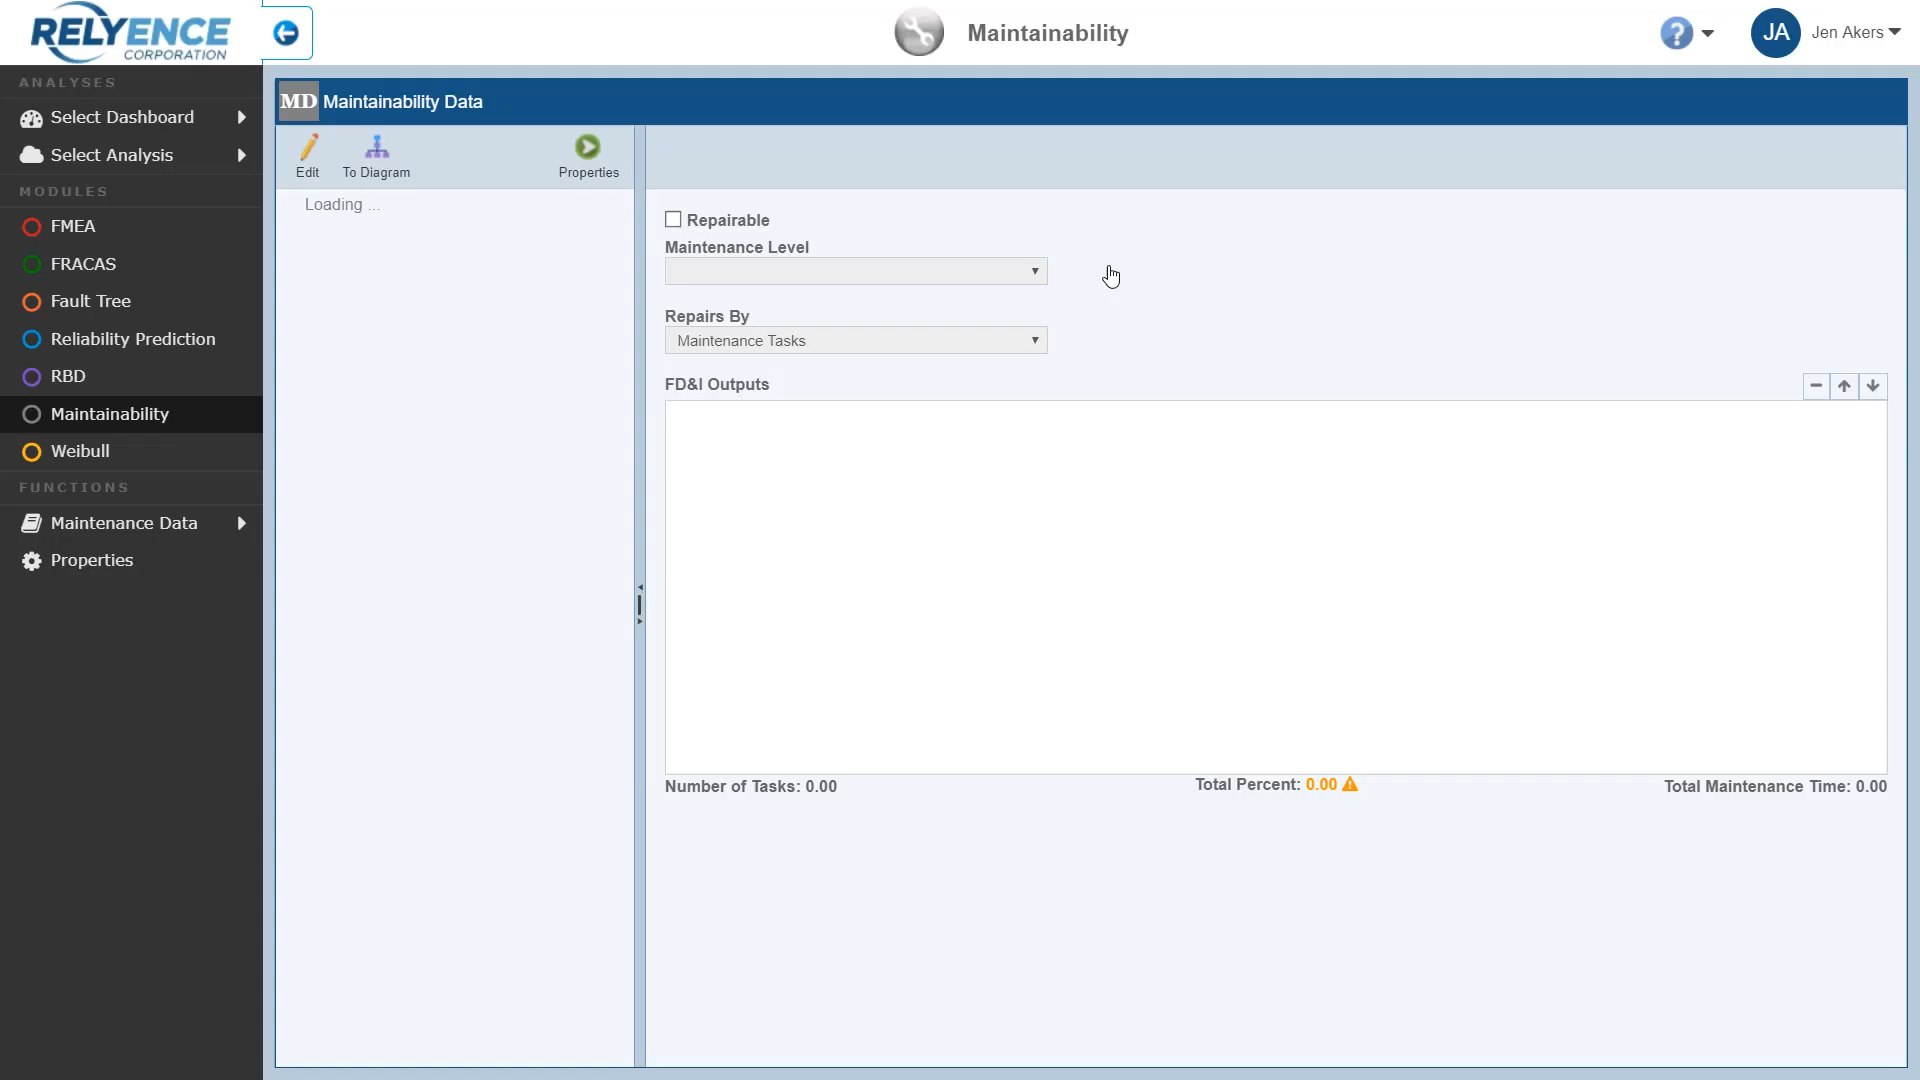 RELYENCE
CORPORATION
Maintainability
?
JA
Jen Akers
ANALYSES
Select Dashboard
Select Analysis
MODULES
FMEA
FRACAS
Fault Tree
Reliability Prediction
RBD
Maintainability
Weibull
FUNCTIONS
Maintenance Data
Properties
MD Maintainability Data
Edit
To Diagram
Properties
Loading ...
Repairable
Maintenance Level
Repairs By
Maintenance Tasks
FD&I Outputs
Number of Tasks: 0.00
Total Percent: 0.00
Total Maintenance Time: 0.00